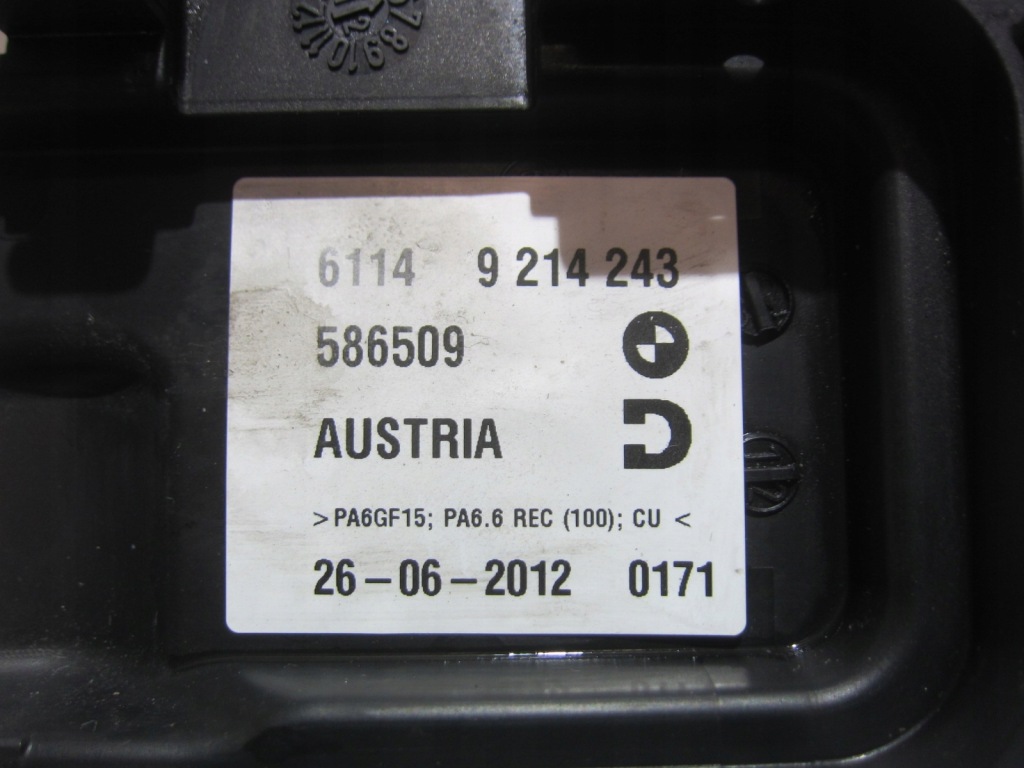 6114 9 214 243
586509
AUSTRIA
>PA6GF15; PA6.6 REC (100); CU <
26-06-2012 0171